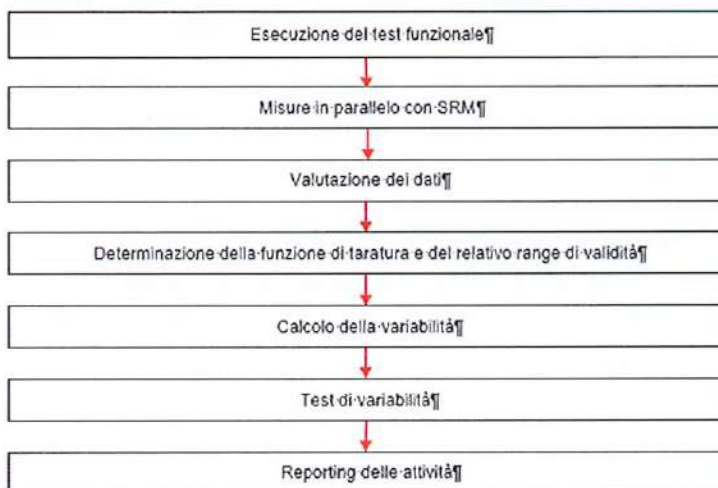 Esecuzione del test funzionale¶
Misure·in·parallelo·con·SRM¶
Valutazione·dei·dati¶
Determinazione·della·funzione·di·taratura·e·del·relativo·range·di·validità¶
Calcolo·della·variabilità¶
Test·di·variabilità¶
Reporting·delle·attività¶